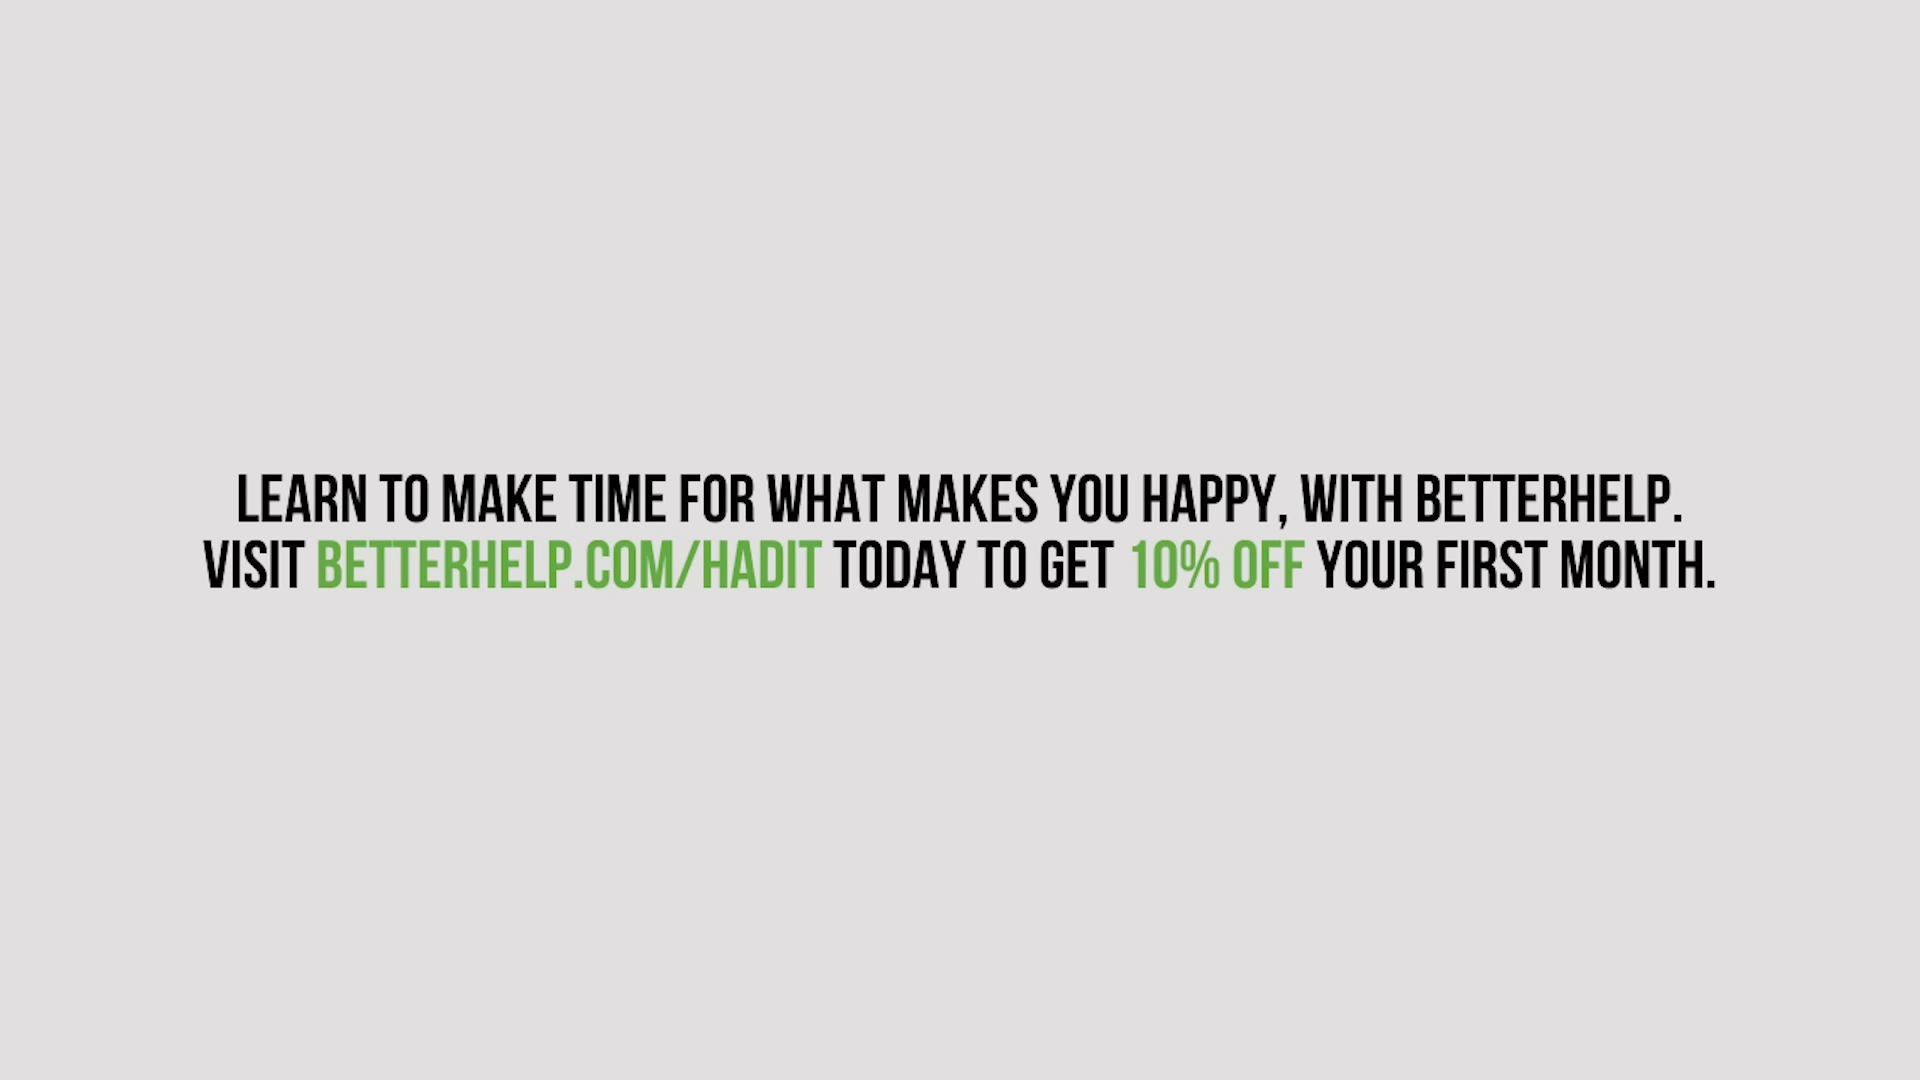 LEARN TO MAKE TIME FOR WHAT MAKES YOU HAPPY, WITH BETTERHELP.
VISIT BETTERHELP.COM/HADIT TODAY TO GET 10% OFF YOUR FIRST MONTH.